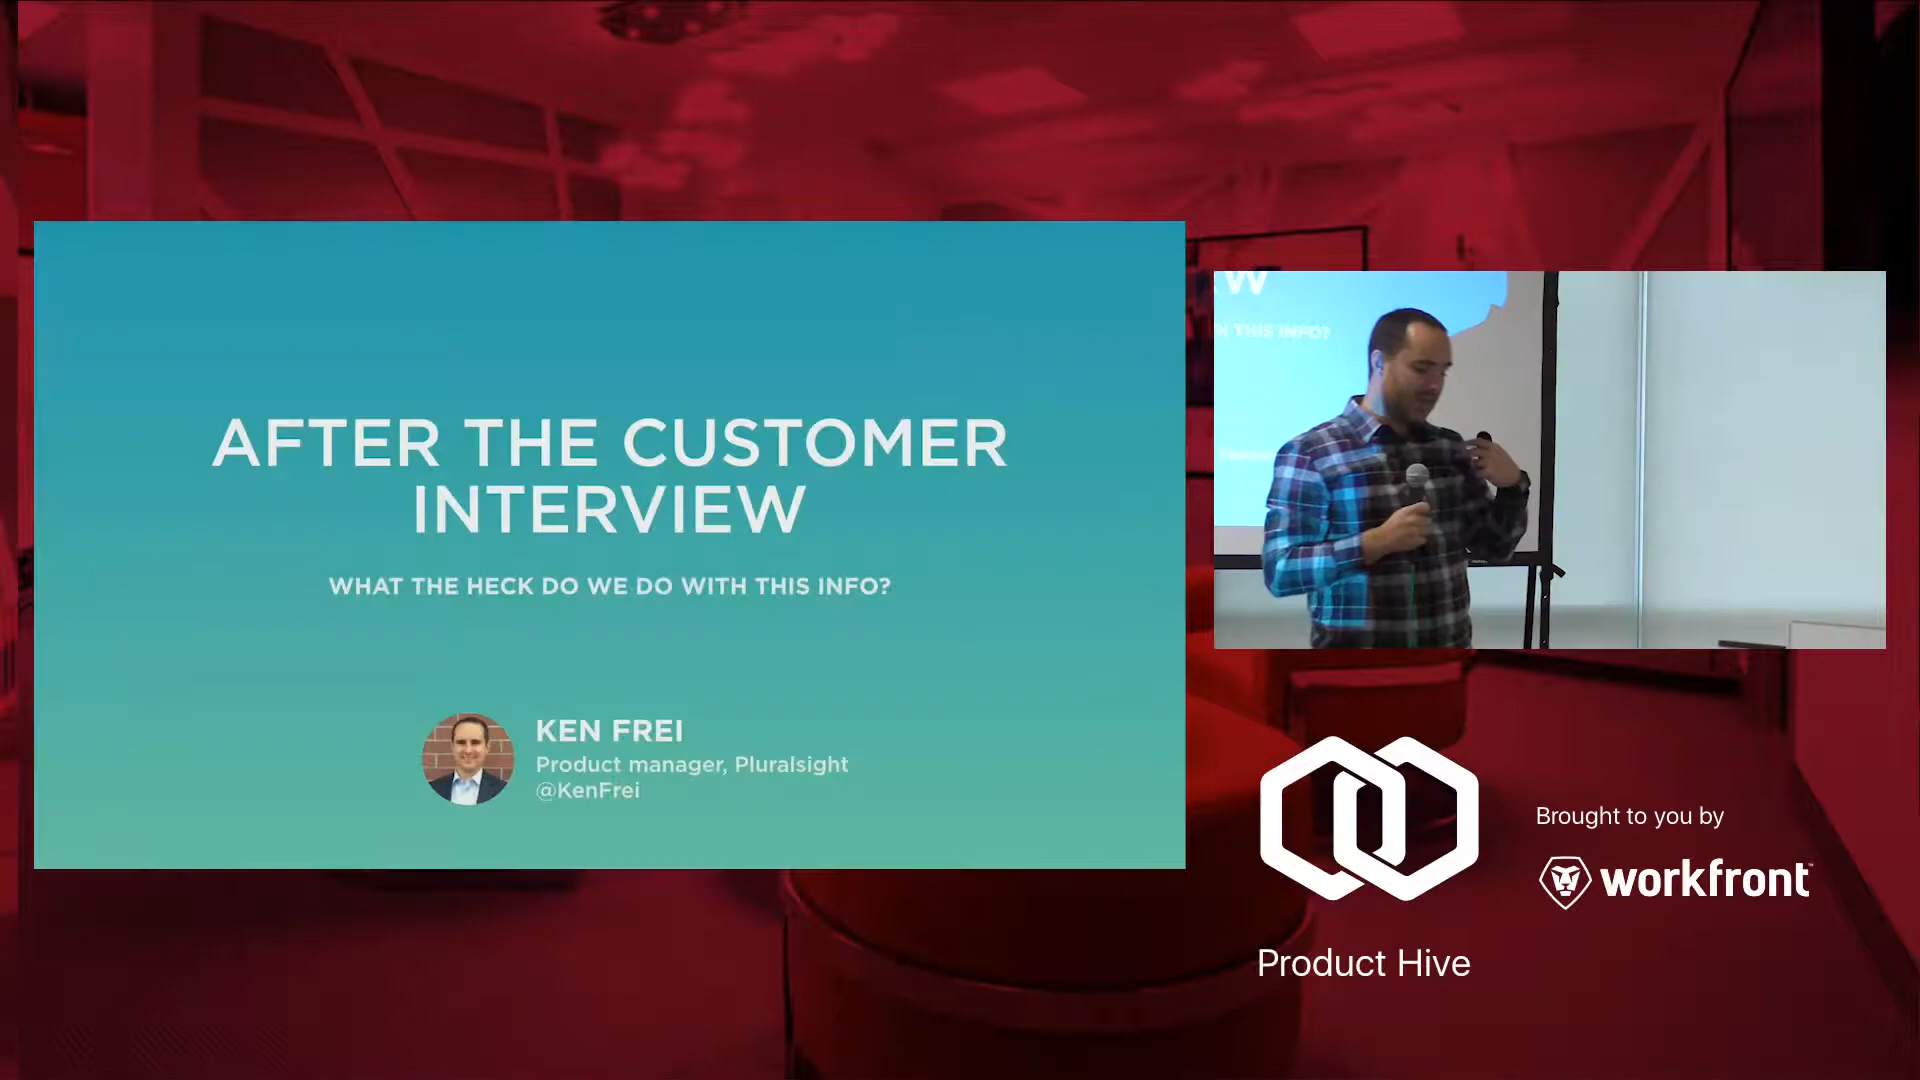 AFTER THE CUSTOMER
INTERVIEW
WHAT THE HECK DO WE DO WITH THIS INFO?
KEN FREI
Product manager, Pluralsight
@KenFrei
W
THIS INFO?
Brought to you by
workfront
Product Hive